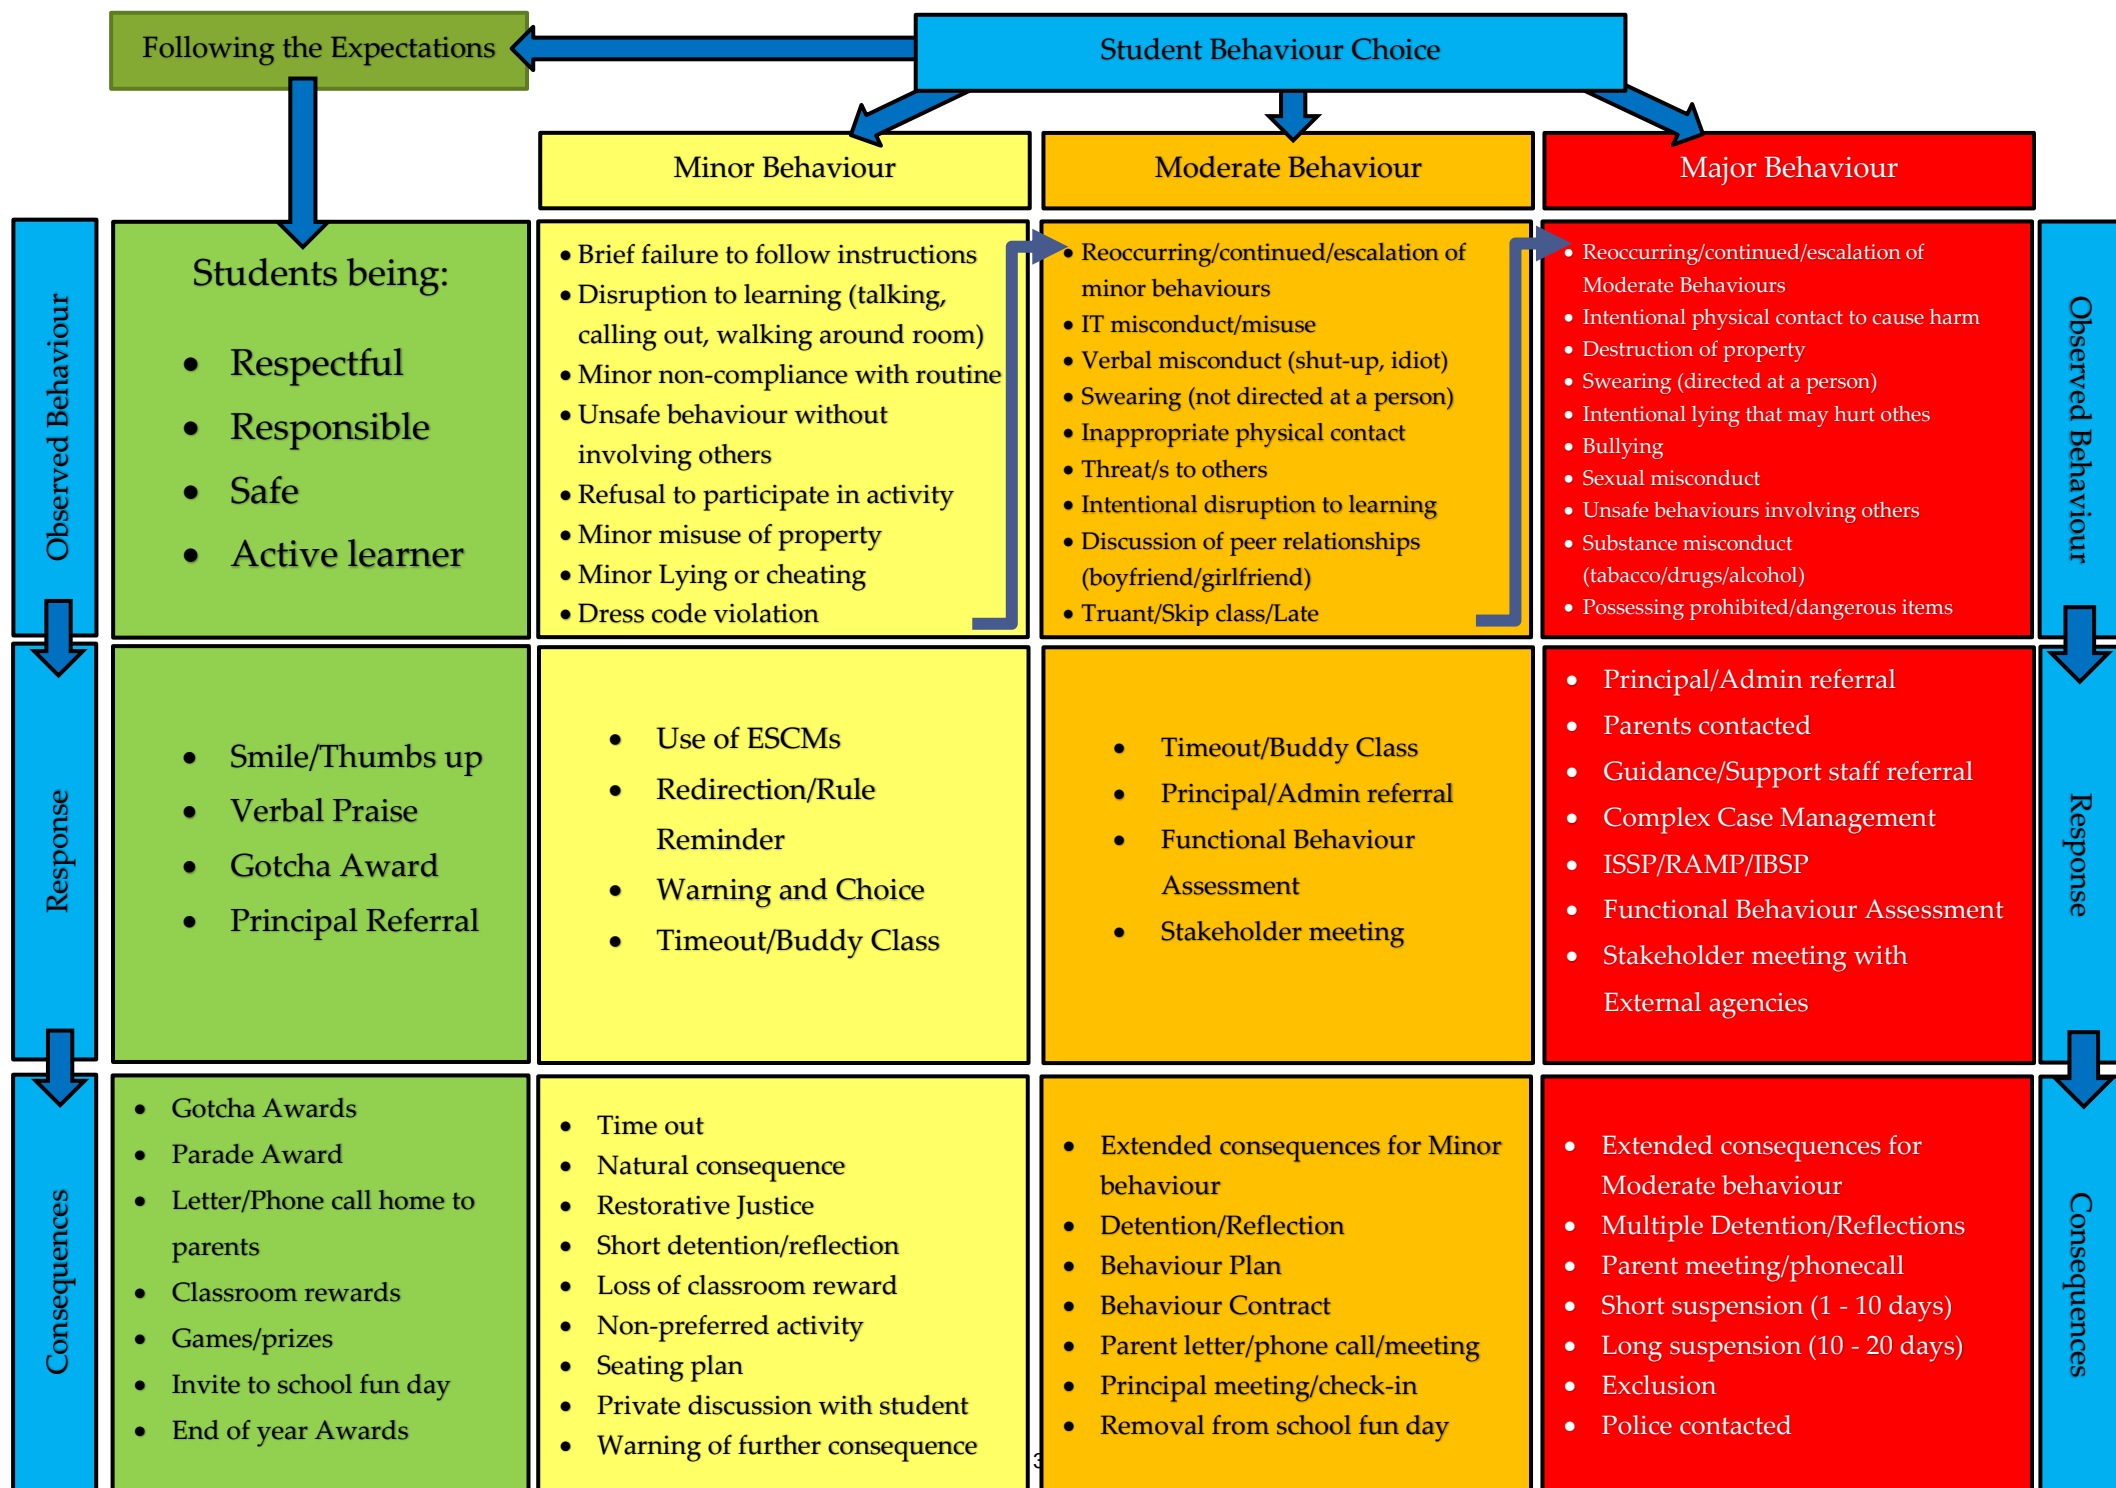 Following the Expectations
Student Behaviour Choice
Minor Behaviour
Moderate Behaviour
Major Behaviour
Observed Behaviour
Students being:
• Respectful
• Responsible
• Safe
• Active learner
• Brief failure to follow instructions
• Disruption to learning (talking,
calling out, walking around room)
• Minor non-compliance with routine
• Unsafe behaviour without
involving others
• Refusal to participate in activity
• Minor misuse of property
• Minor Lying or cheating
• Dress code violation
• Reoccurring/continued/escalation of
minor behaviours
• IT misconduct/misuse
• Verbal misconduct (shut-up, idiot)
• Swearing (not directed at a person)
• Inappropriate physical contact
• Threat/s to others
• Intentional disruption to learning
• Discussion of peer relationships
(boyfriend/girlfriend)
• Truant/Skip class/Late
• Reoccurring/continued/escalation of
Moderate Behaviours
• Intentional physical contact to cause harm
• Destruction of property
• Swearing (directed at a person)
• Intentional lying that may hurt othes
• Bullying
• Sexual misconduct
• Unsafe behaviours involving others
• Substance misconduct
(tabacco/drugs/alcohol)
• Possessing prohibited/dangerous items
Observed Behaviour
Response
• Smile/Thumbs up
• Verbal Praise
• Gotcha Award
• Principal Referral
• Use of ESCMs
• Redirection/Rule
Reminder
• Warning and Choice
• Timeout/Buddy Class
• Timeout/Buddy Class
• Principal/Admin referral
• Functional Behaviour
Assessment
• Stakeholder meeting
• Principal/Admin referral
• Parents contacted
• Guidance/Support staff referral
• Complex Case Management
• ISSP/RAMP/IBSP
• Functional Behaviour Assessment
• Stakeholder meeting with
External agencies
Response
Consequences
• Gotcha Awards
• Parade Award
• Letter/Phone call home to
parents
• Classroom rewards
• Games/prizes
• Invite to school fun day
• End of year Awards
• Time out
• Natural consequence
• Restorative Justice
• Short detention/reflection
• Loss of classroom reward
• Non-preferred activity
• Seating plan
• Private discussion with student
• Warning of further consequence
• Extended consequences for Minor
behaviour
• Detention/Reflection
• Behaviour Plan
• Behaviour Contract
• Parent letter/phone call/meeting
• Principal meeting/check-in
• Removal from school fun day
• Extended consequences for
Moderate behaviour
• Multiple Detention/Reflections
• Parent meeting/phonecall
• Short suspension (1 - 10 days)
• Long suspension (10 - 20 days)
• Exclusion
• Police contacted
Consequences